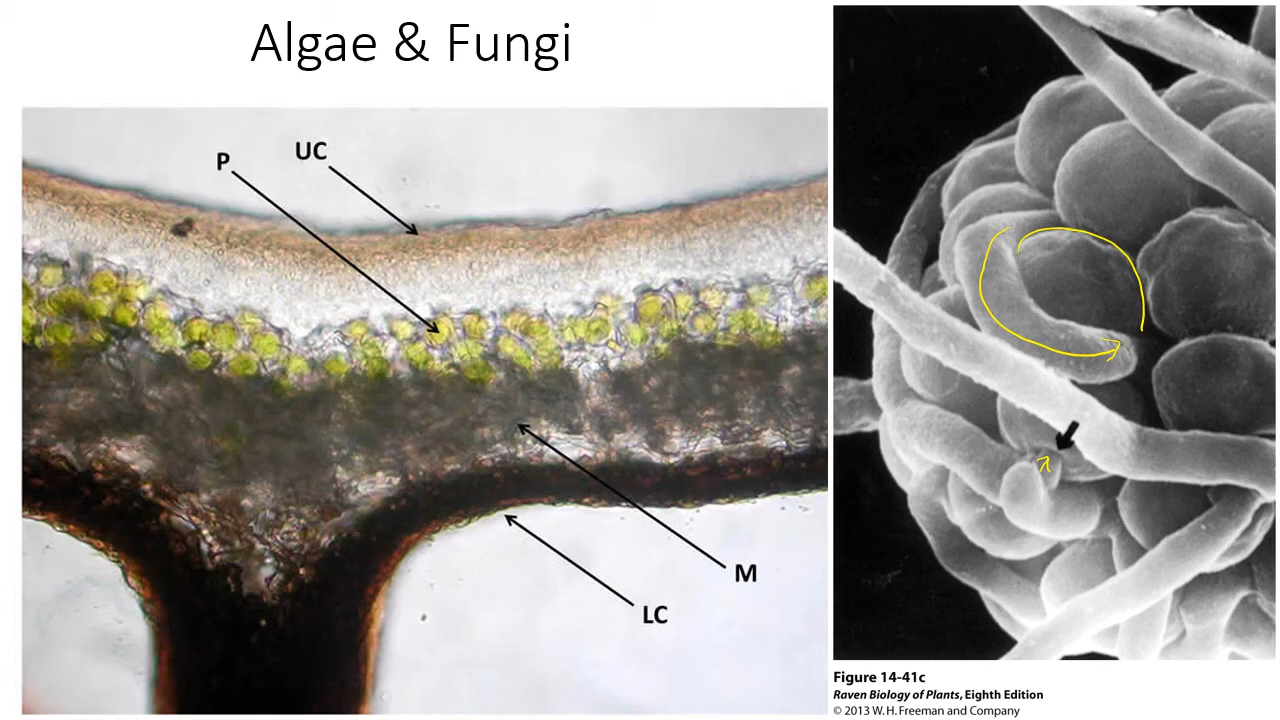 Algae & Fungi
P
UC
M
LC
Figure 14-41c
Raven Biology of Plants, Eighth Edition
© 2013 W. H. Freeman and Company